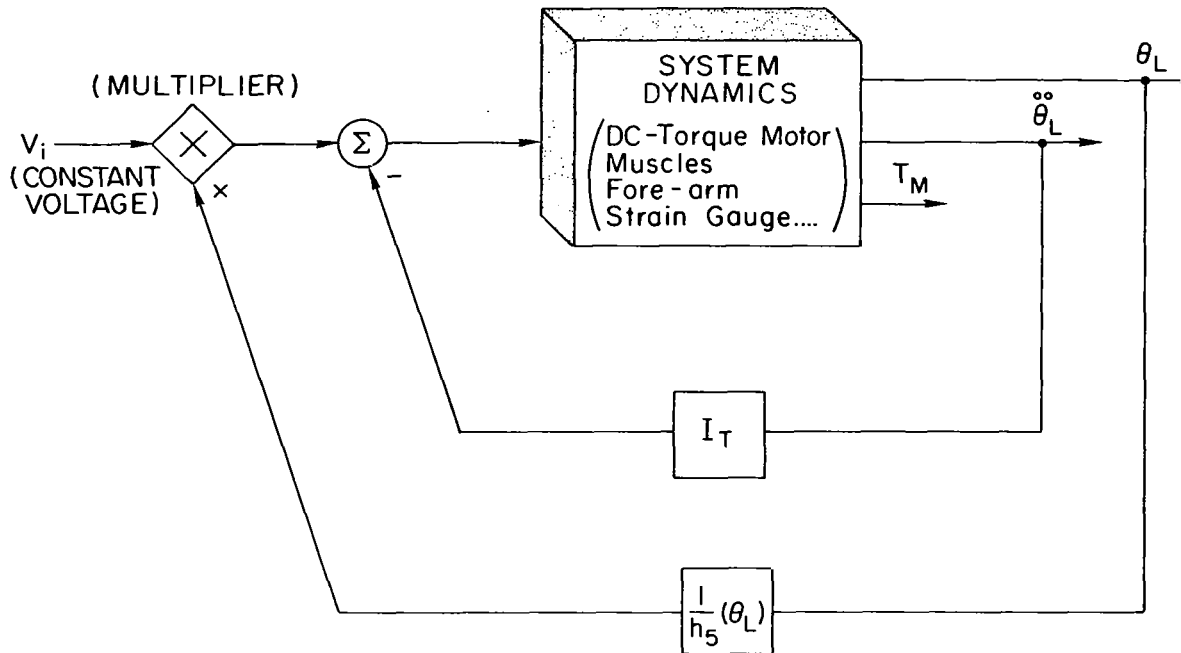 (MULTIPLIER)
V_i
(CONSTANT
VOLTAGE)
×
×
Σ
−
SYSTEM
DYNAMICS
(DC-Torque Motor
Muscles
Fore-arm
Strain Gauge....)
θ_L
θ̈_L
T_M
I_T
1/h_5 (θ_L)